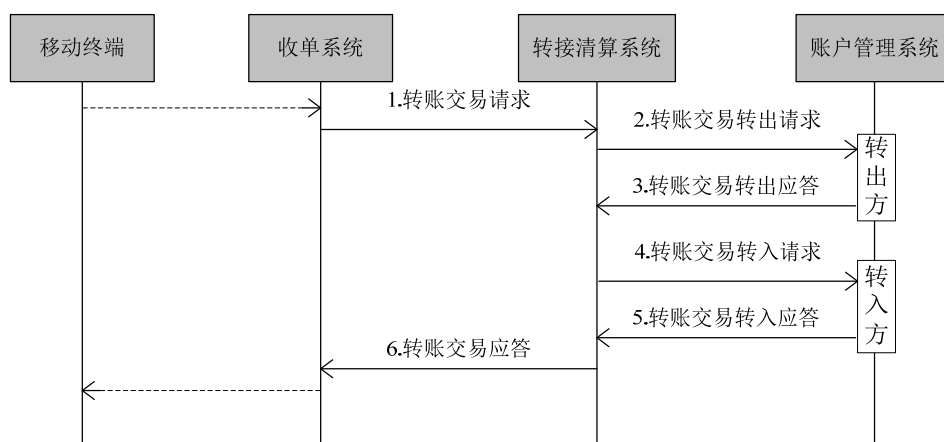 移动终端
收单系统
转接清算系统
账户管理系统
1.转账交易请求
2.转账交易转出请求
转出方
3.转账交易转出应答
4.转账交易转入请求
转入方
5.转账交易转入应答
6.转账交易应答